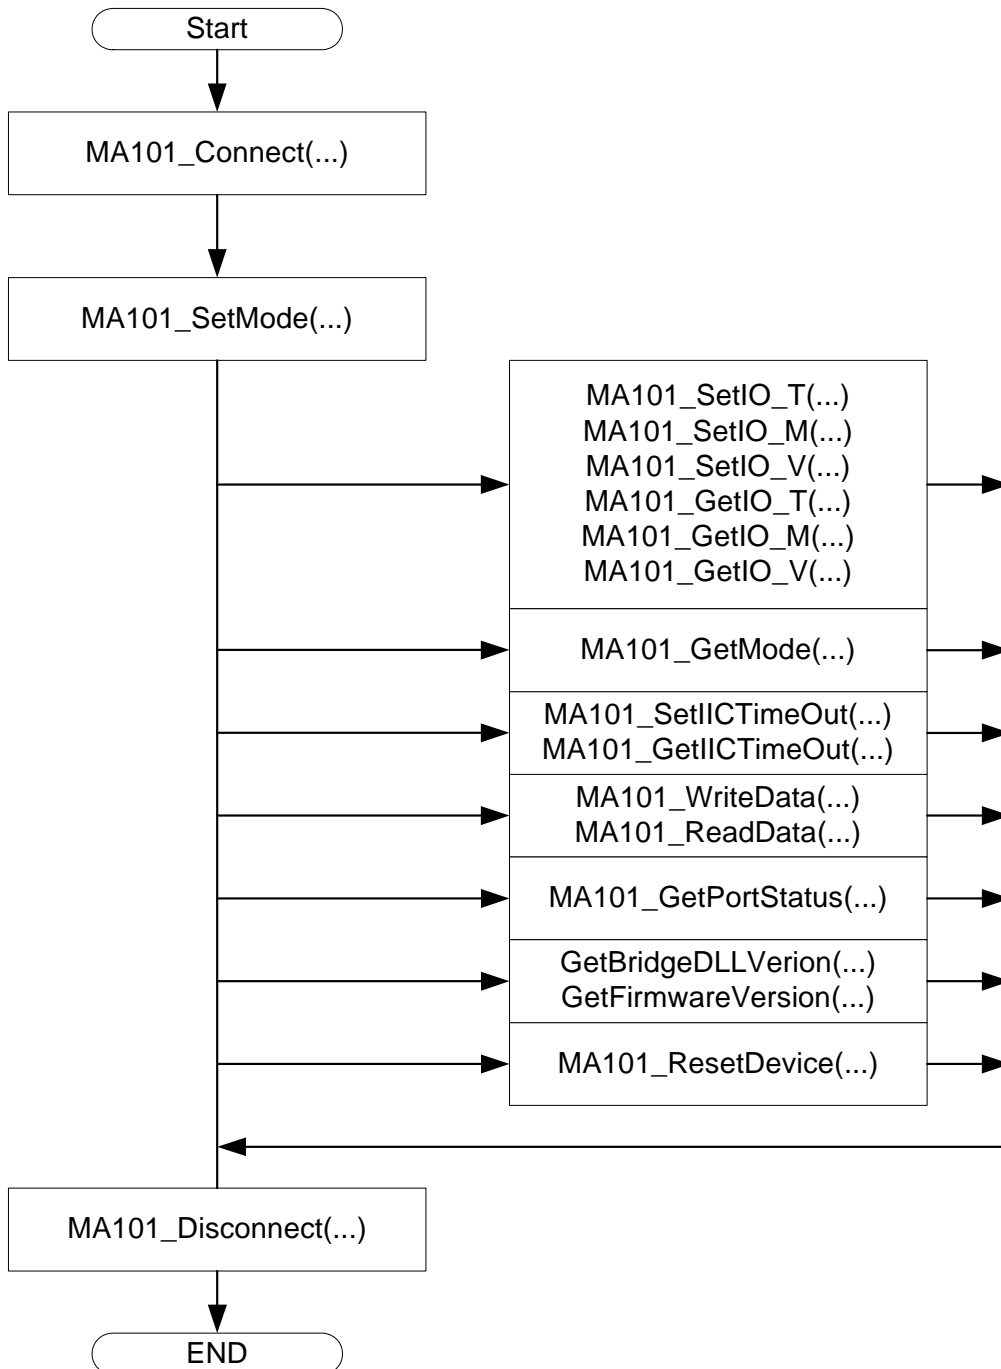 Start
MA101_Connect(...)
MA101_SetMode(...)
MA101_SetIO_T(...)
MA101_SetIO_M(...)
MA101_SetIO_V(...)
MA101_GetIO_T(...)
MA101_GetIO_M(...)
MA101_GetIO_V(...)
MA101_GetMode(...)
MA101_SetIICTimeOut(...)
MA101_GetIICTimeOut(...)
MA101_WriteData(...)
MA101_ReadData(...)
MA101_GetPortStatus(...)
GetBridgeDLLVerion(...)
GetFirmwareVersion(...)
MA101_ResetDevice(...)
MA101_Disconnect(...)
END